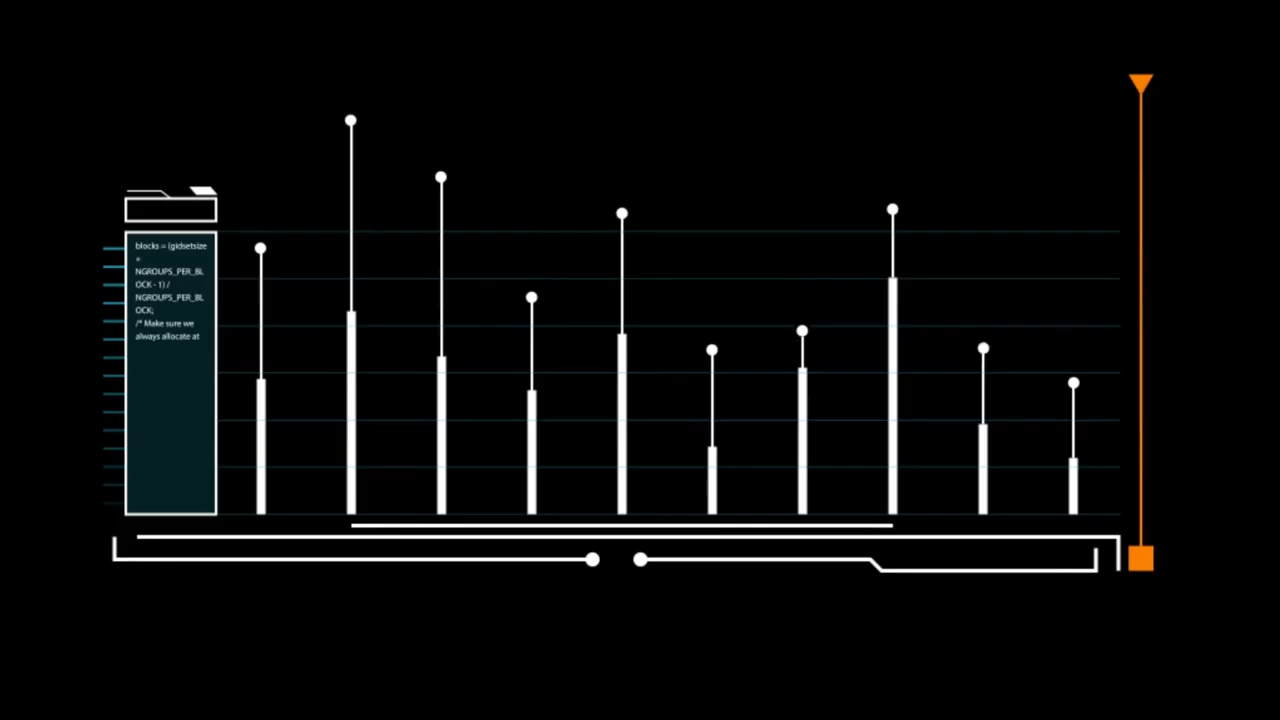 blocks = (gidsetsize
+
NGROUPS_PER_BL
OCK - 1) /
NGROUPS_PER_BL
OCK;
/* Make sure we
always allocate at